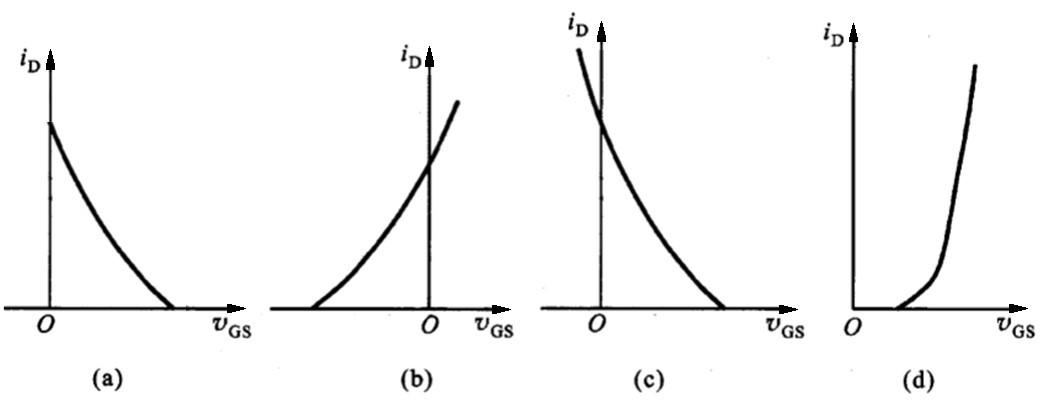 i_D
i_D
i_D
i_D
O
v_GS
O
v_GS
O
v_GS
O
v_GS
(a)
(b)
(c)
(d)